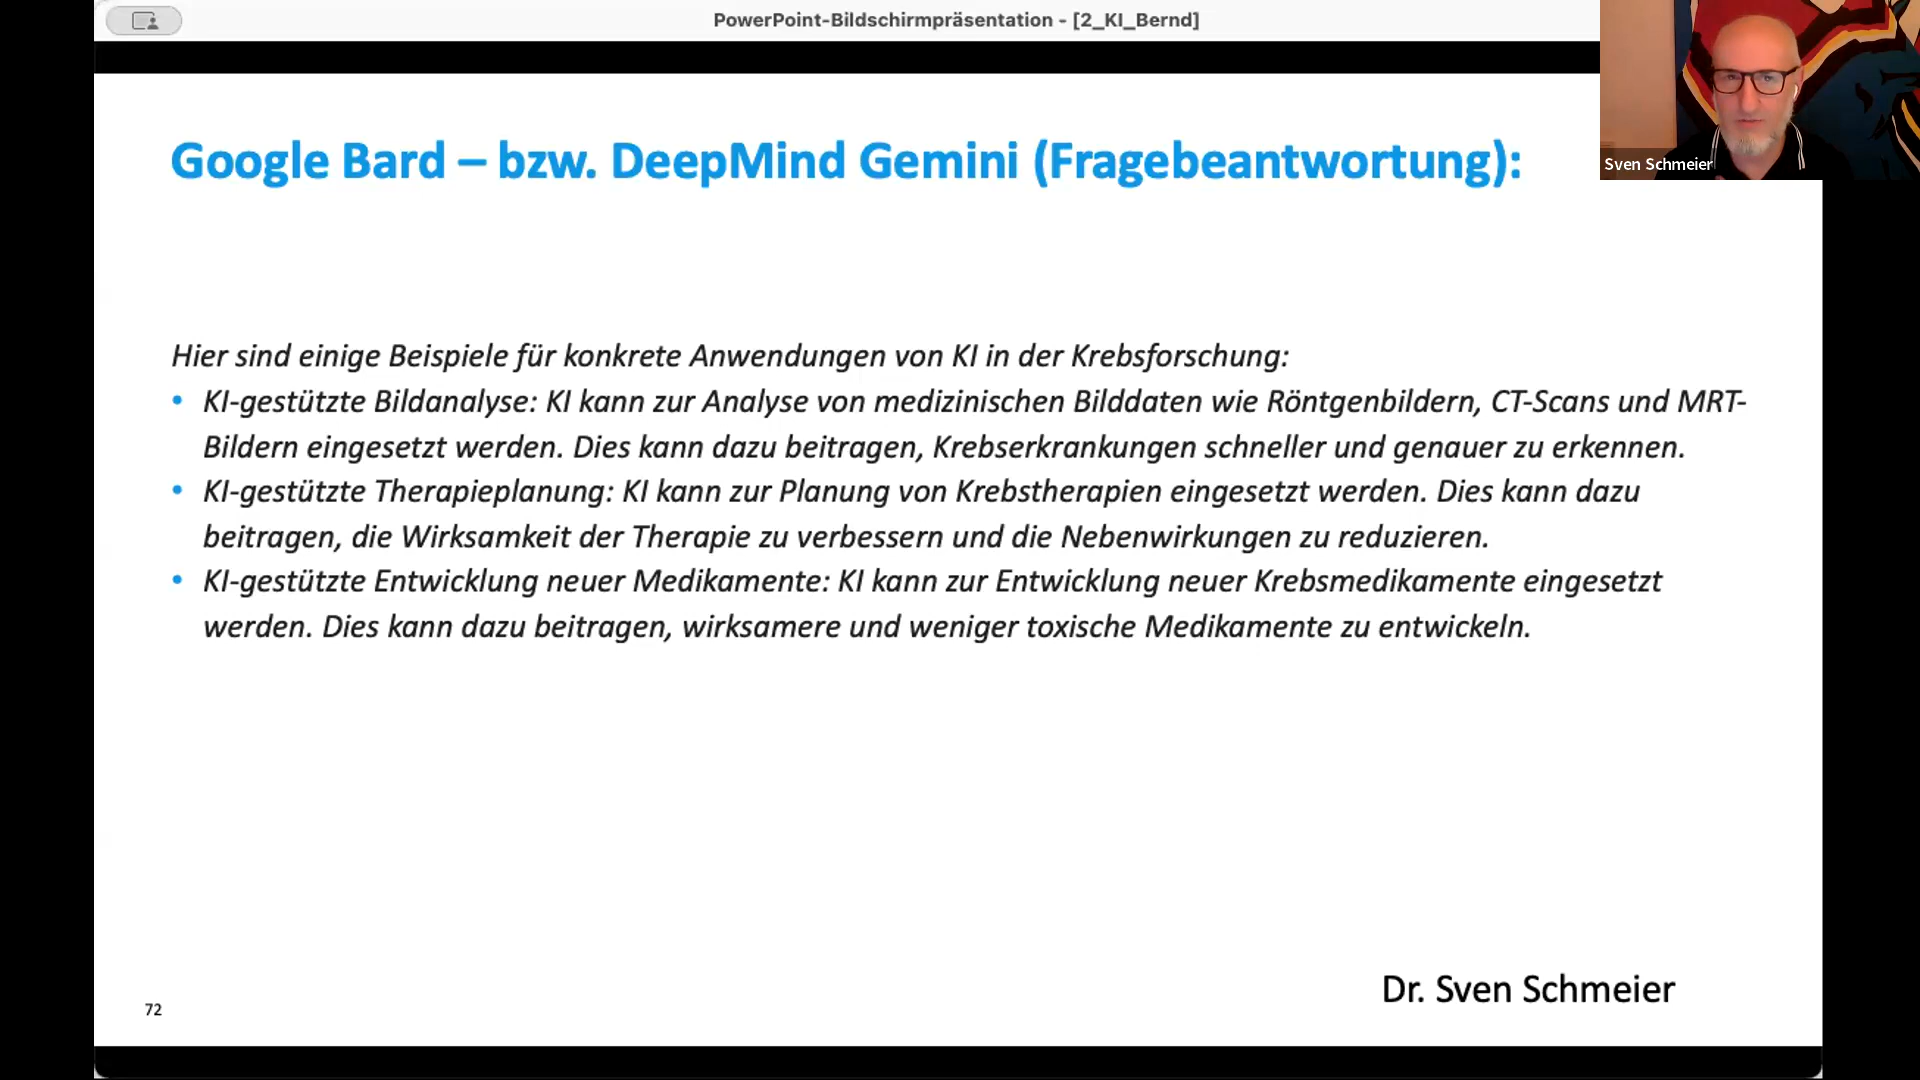 PowerPoint-Bildschirmpräsentation - [2_KI_Bernd]
Sven Schmeier
Google Bard – bzw. DeepMind Gemini (Fragebeantwortung):
Hier sind einige Beispiele für konkrete Anwendungen von KI in der Krebsforschung:
• KI-gestützte Bildanalyse: KI kann zur Analyse von medizinischen Bilddaten wie Röntgenbildern, CT-Scans und MRT-
Bildern eingesetzt werden. Dies kann dazu beitragen, Krebserkrankungen schneller und genauer zu erkennen.
• KI-gestützte Therapieplanung: KI kann zur Planung von Krebstherapien eingesetzt werden. Dies kann dazu
beitragen, die Wirksamkeit der Therapie zu verbessern und die Nebenwirkungen zu reduzieren.
• KI-gestützte Entwicklung neuer Medikamente: KI kann zur Entwicklung neuer Krebsmedikamente eingesetzt
werden. Dies kann dazu beitragen, wirksamere und weniger toxische Medikamente zu entwickeln.
Dr. Sven Schmeier
72